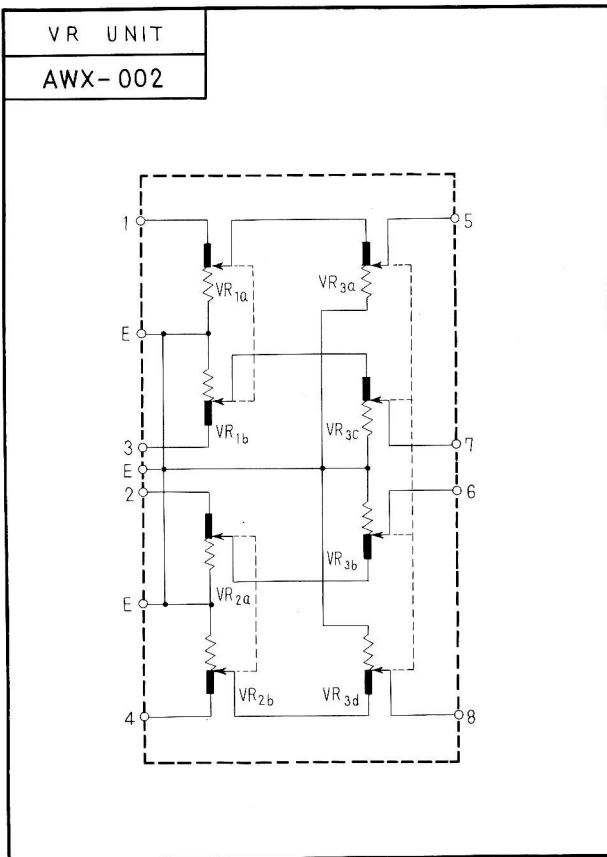 VR UNIT
AWX-002
1
5
VR1a
VR3a
E
VR1b
VR3c
3
7
E
2
6
VR2a
VR3b
E
VR2b
VR3d
4
8